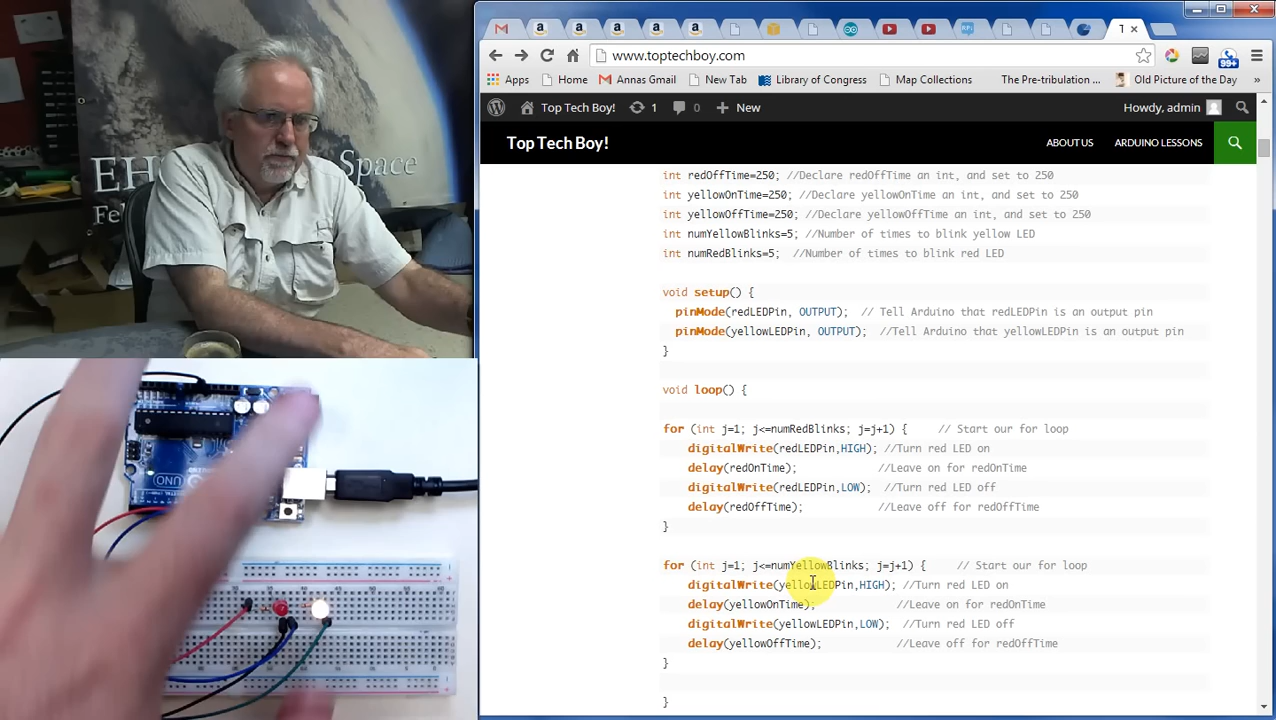 www.toptechboy.com
Apps Home Annas Gmail New Tab Library of Congress Map Collections The Pre-tribulation ... Old Picture of the Day »
99+
Top Tech Boy! 1 0 New Howdy, admin
Top Tech Boy! ABOUT US ARDUINO LESSONS
int redOffTime=250; //Declare redOffTime an int, and set to 250
int yellowOnTime=250; //Declare yellowOnTime an int, and set to 250
int yellowOffTime=250; //Declare yellowOffTime an int, and set to 250
int numYellowBlinks=5; //Number of times to blink yellow LED
int numRedBlinks=5; //Number of times to blink red LED
void setup() {
pinMode(redLEDPin, OUTPUT); // Tell Arduino that redLEDPin is an output pin
pinMode(yellowLEDPin, OUTPUT); //Tell Arduino that yellowLEDPin is an output pin
}
void loop() {
for (int j=1; j<=numRedBlinks; j=j+1) { // Start our for loop
digitalWrite(redLEDPin,HIGH); //Turn red LED on
delay(redOnTime); //Leave on for redOnTime
digitalWrite(redLEDPin,LOW); //Turn red LED off
delay(redOffTime); //Leave off for redOffTime
}
for (int j=1; j<=numYellowBlinks; j=j+1) { // Start our for loop
digitalWrite(yellowLEDPin,HIGH); //Turn red LED on
delay(yellowOnTime); //Leave on for redOnTime
digitalWrite(yellowLEDPin,LOW); //Turn red LED off
delay(yellowOffTime); //Leave off for redOffTime
}
}
EH Space
Fe
UNO